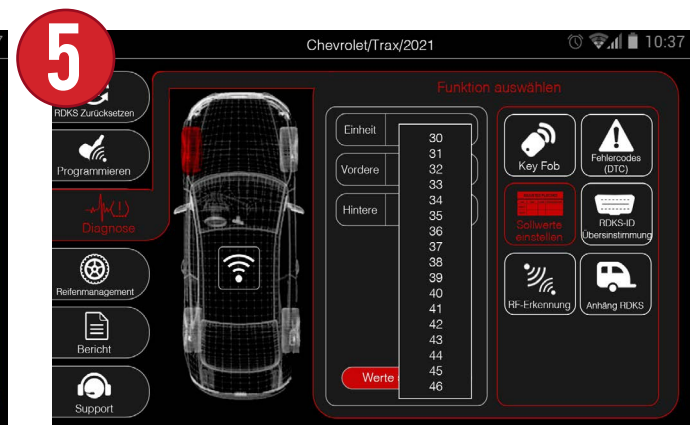 5
Chevrolet/Trax/2021
10:37
Funktion auswählen
RDKS Zurücksetzen
Programmieren
Diagnose
Reifenmanagement
Bericht
Support
Einheit
Vordere
Hintere
30
31
32
33
34
35
36
37
38
39
40
41
42
43
44
45
46
Werte
Key Fob
Fehlercodes
(DTC)
Sollwerte
einstellen
RDKS-ID
Übersinstimmung
RF-Erkennung
Anhäng RDKS